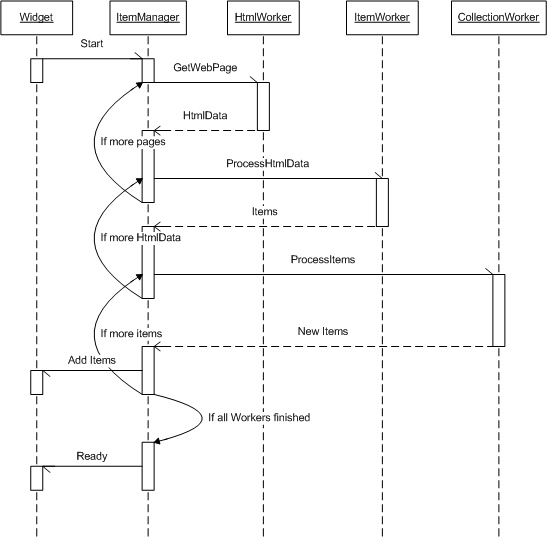 Widget
ItemManager
HtmlWorker
ItemWorker
CollectionWorker
Start
GetWebPage
HtmlData
If more pages
ProcessHtmlData
Items
If more HtmlData
ProcessItems
If more items
New Items
Add Items
If all Workers finished
Ready